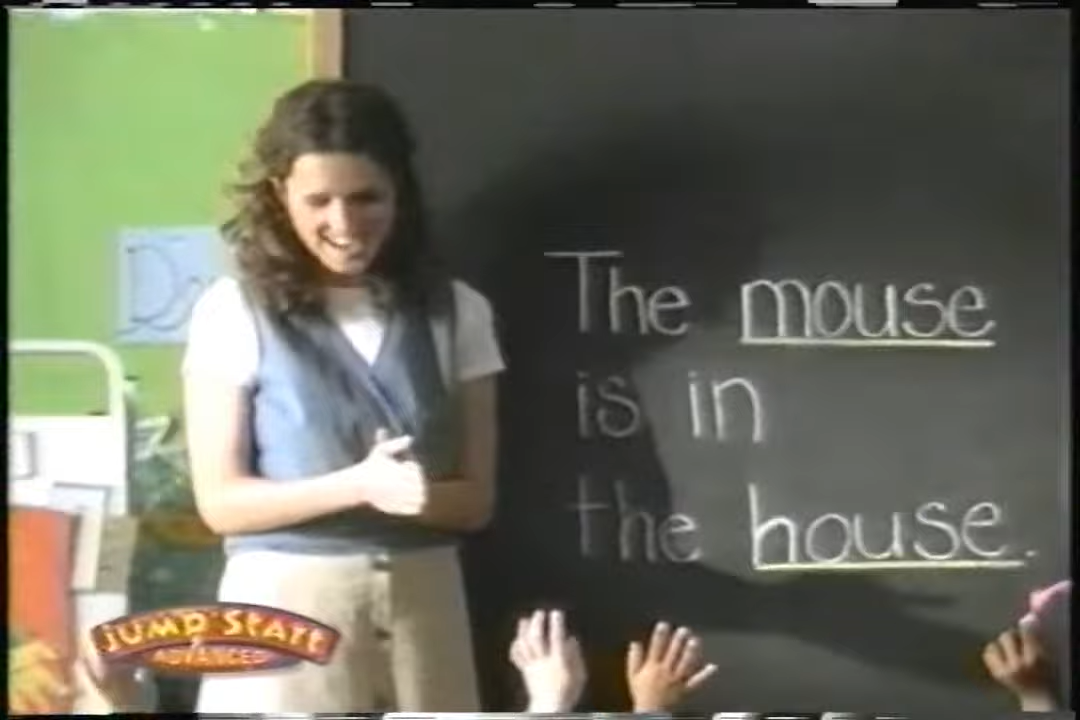 The mouse
is in
the house.
JUMPSTART
ADVANCED